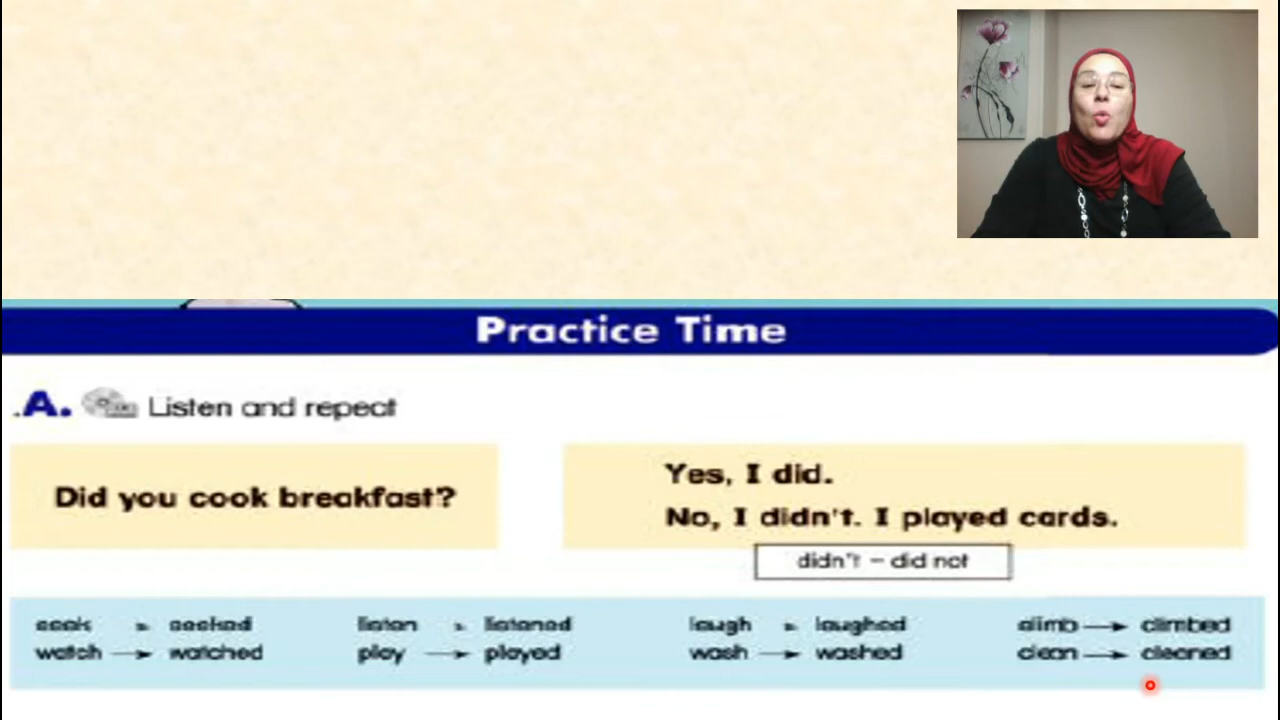 Practice Time
.A. Listen and repeat
Did you cook breakfast?
Yes, I did.
No, I didn't. I played cards.
didn't - did not
cook → cooked listen → listened laugh → laughed climb → climbed
watch → watched play → played wash → washed clean → cleaned